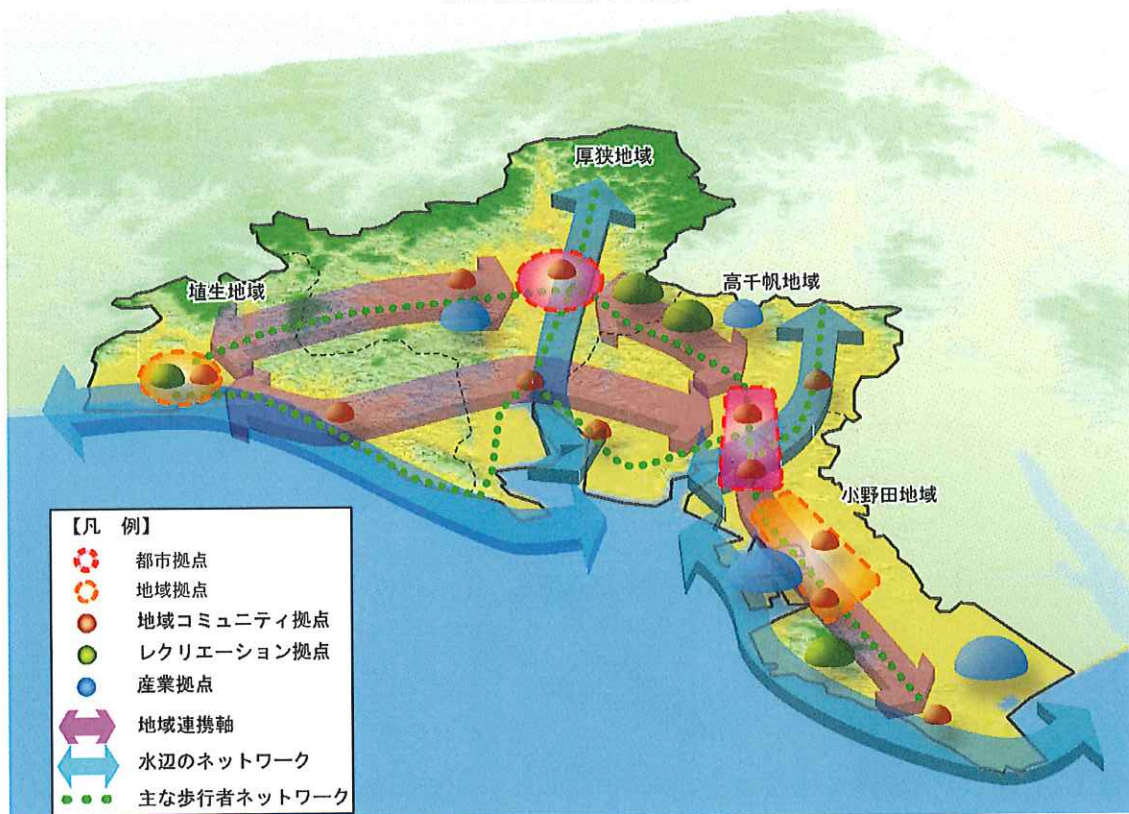 厚狭地域
高千帆地域
埴生地域
小野田地域
【凡　例】
都市拠点
地域拠点
地域コミュニティ拠点
レクリエーション拠点
産業拠点
地域連携軸
水辺のネットワーク
主な歩行者ネットワーク